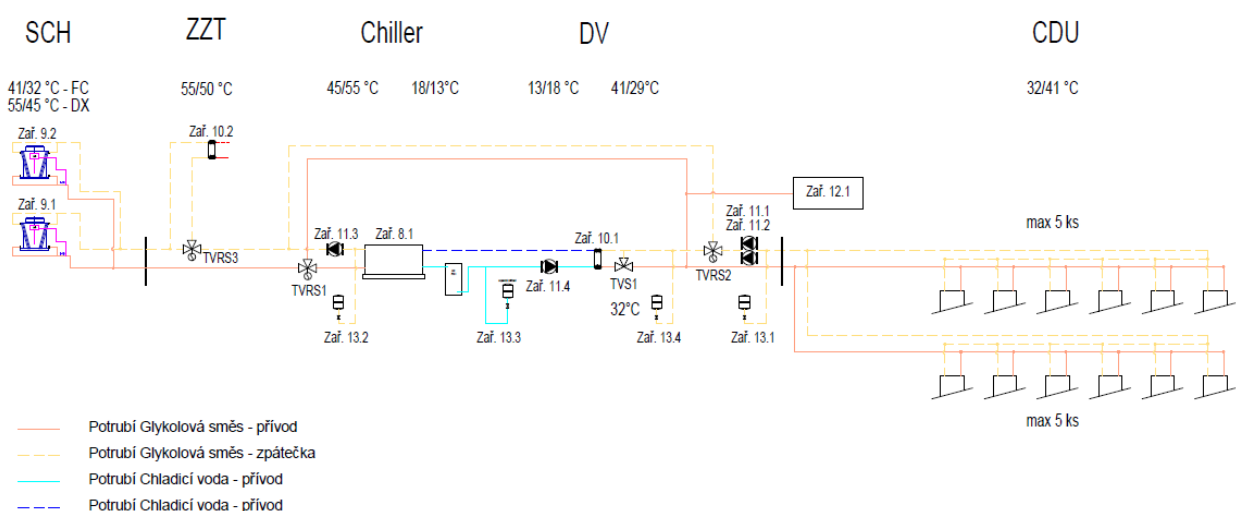 SCH
ZZT
Chiller
DV
CDU
41/32 °C - FC
55/45 °C - DX
55/50 °C
45/55 °C
18/13°C
13/18 °C
41/29°C
32/41 °C
Zař. 9.2
Zař. 10.2
Zař. 12.1
Zař. 9.1
Zař. 11.1
Zař. 11.2
max 5 ks
TVRS3
Zař. 11.3
Zař. 8.1
Zař. 10.1
TVRS1
Zař. 11.4
TVS1
TVRS2
32°C
Zař. 13.2
Zař. 13.3
Zař. 13.4
Zař. 13.1
max 5 ks
Potrubí Glykolová směs - přívod
Potrubí Glykolová směs - zpátečka
Potrubí Chladicí voda - přívod
Potrubí Chladicí voda - přívod